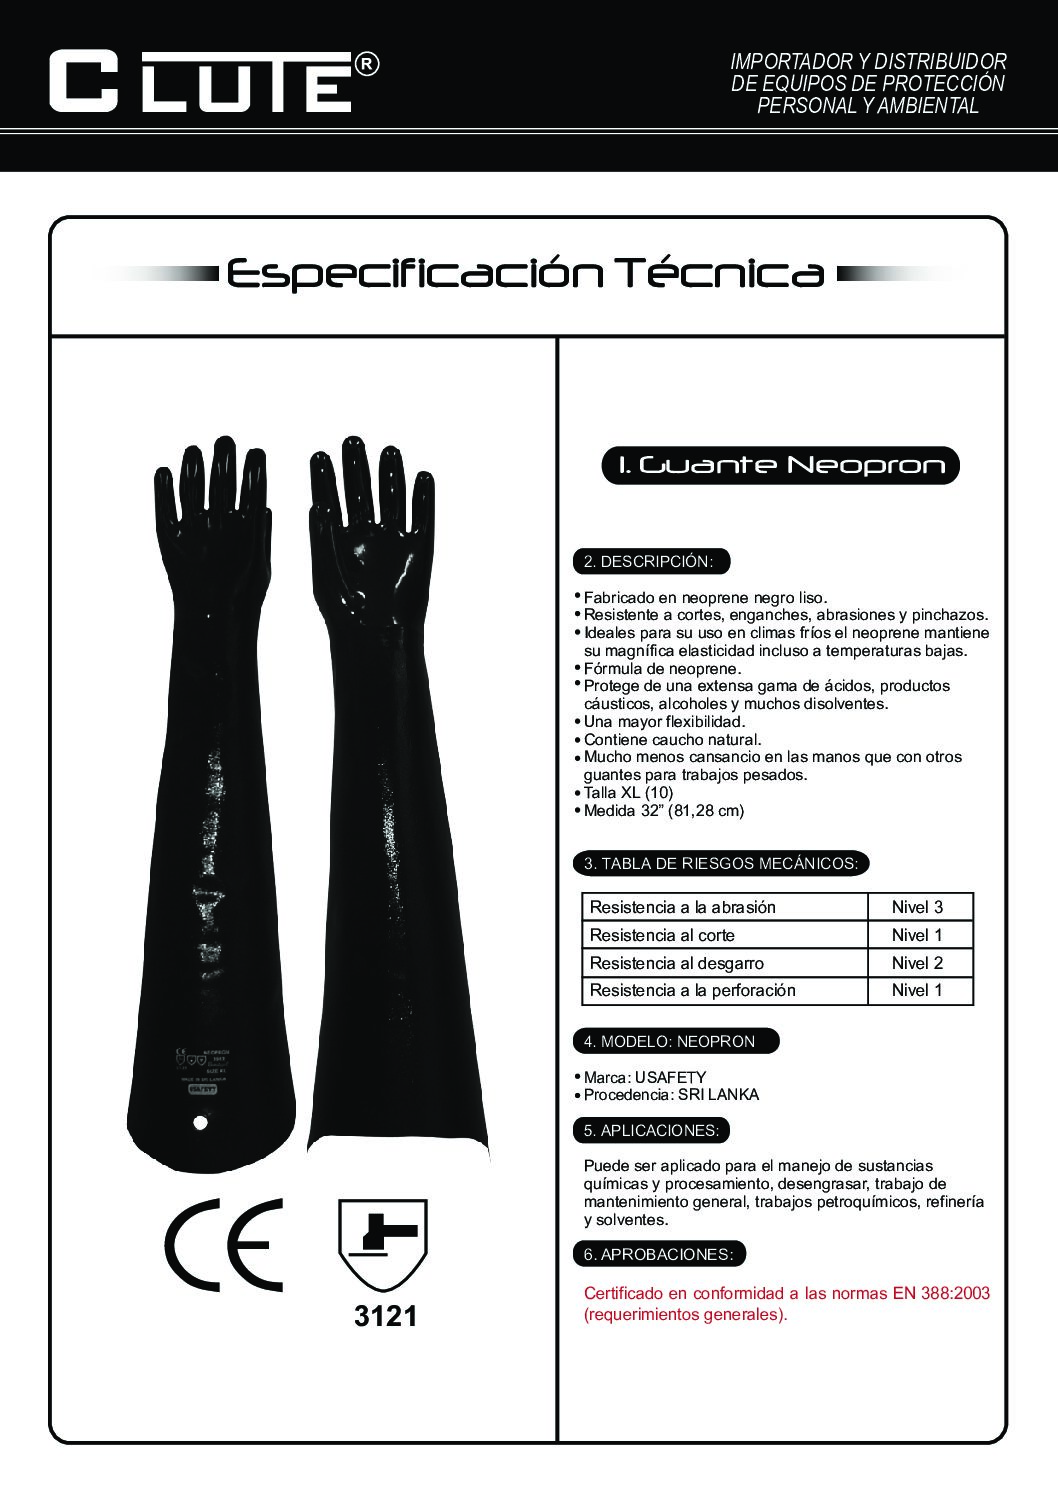 CLUTE®
IMPORTADOR Y DISTRIBUIDOR
DE EQUIPOS DE PROTECCIÓN
PERSONAL Y AMBIENTAL
Especificación Técnica
1. Guante Neopron
2. DESCRIPCIÓN:
• Fabricado en neoprene negro liso.
• Resistente a cortes, enganches, abrasiones y pinchazos.
• Ideales para su uso en climas fríos el neoprene mantiene
su magnífica elasticidad incluso a temperaturas bajas.
• Fórmula de neoprene.
• Protege de una extensa gama de ácidos, productos
cáusticos, alcoholes y muchos disolventes.
• Una mayor flexibilidad.
• Contiene caucho natural.
• Mucho menos cansancio en las manos que con otros
guantes para trabajos pesados.
• Talla XL (10)
• Medida 32” (81,28 cm)
3. TABLA DE RIESGOS MECÁNICOS:
Resistencia a la abrasión Nivel 3
Resistencia al corte Nivel 1
Resistencia al desgarro Nivel 2
Resistencia a la perforación Nivel 1
4. MODELO: NEOPRON
• Marca: USAFETY
• Procedencia: SRI LANKA
5. APLICACIONES:
Puede ser aplicado para el manejo de sustancias
químicas y procesamiento, desengrasar, trabajo de
mantenimiento general, trabajos petroquímicos, refinería
y solventes.
6. APROBACIONES:
Certificado en conformidad a las normas EN 388:2003
(requerimientos generales).
CE
NEOPRON
MADE IN SRI LANKA
CE
3121